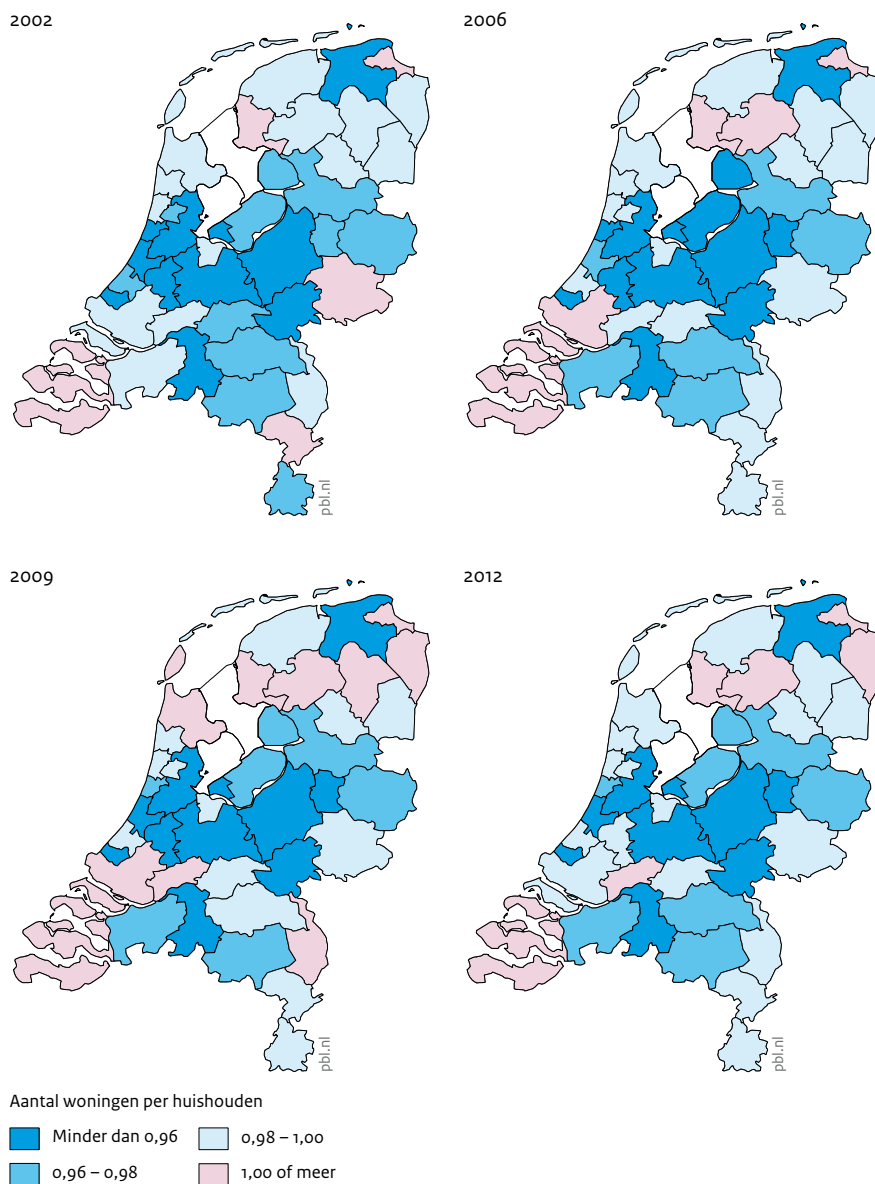 2002
2006
pbl.nl
pbl.nl
2009
2012
pbl.nl
pbl.nl
Aantal woningen per huishouden
Minder dan 0,96
0,98 – 1,00
0,96 – 0,98
1,00 of meer